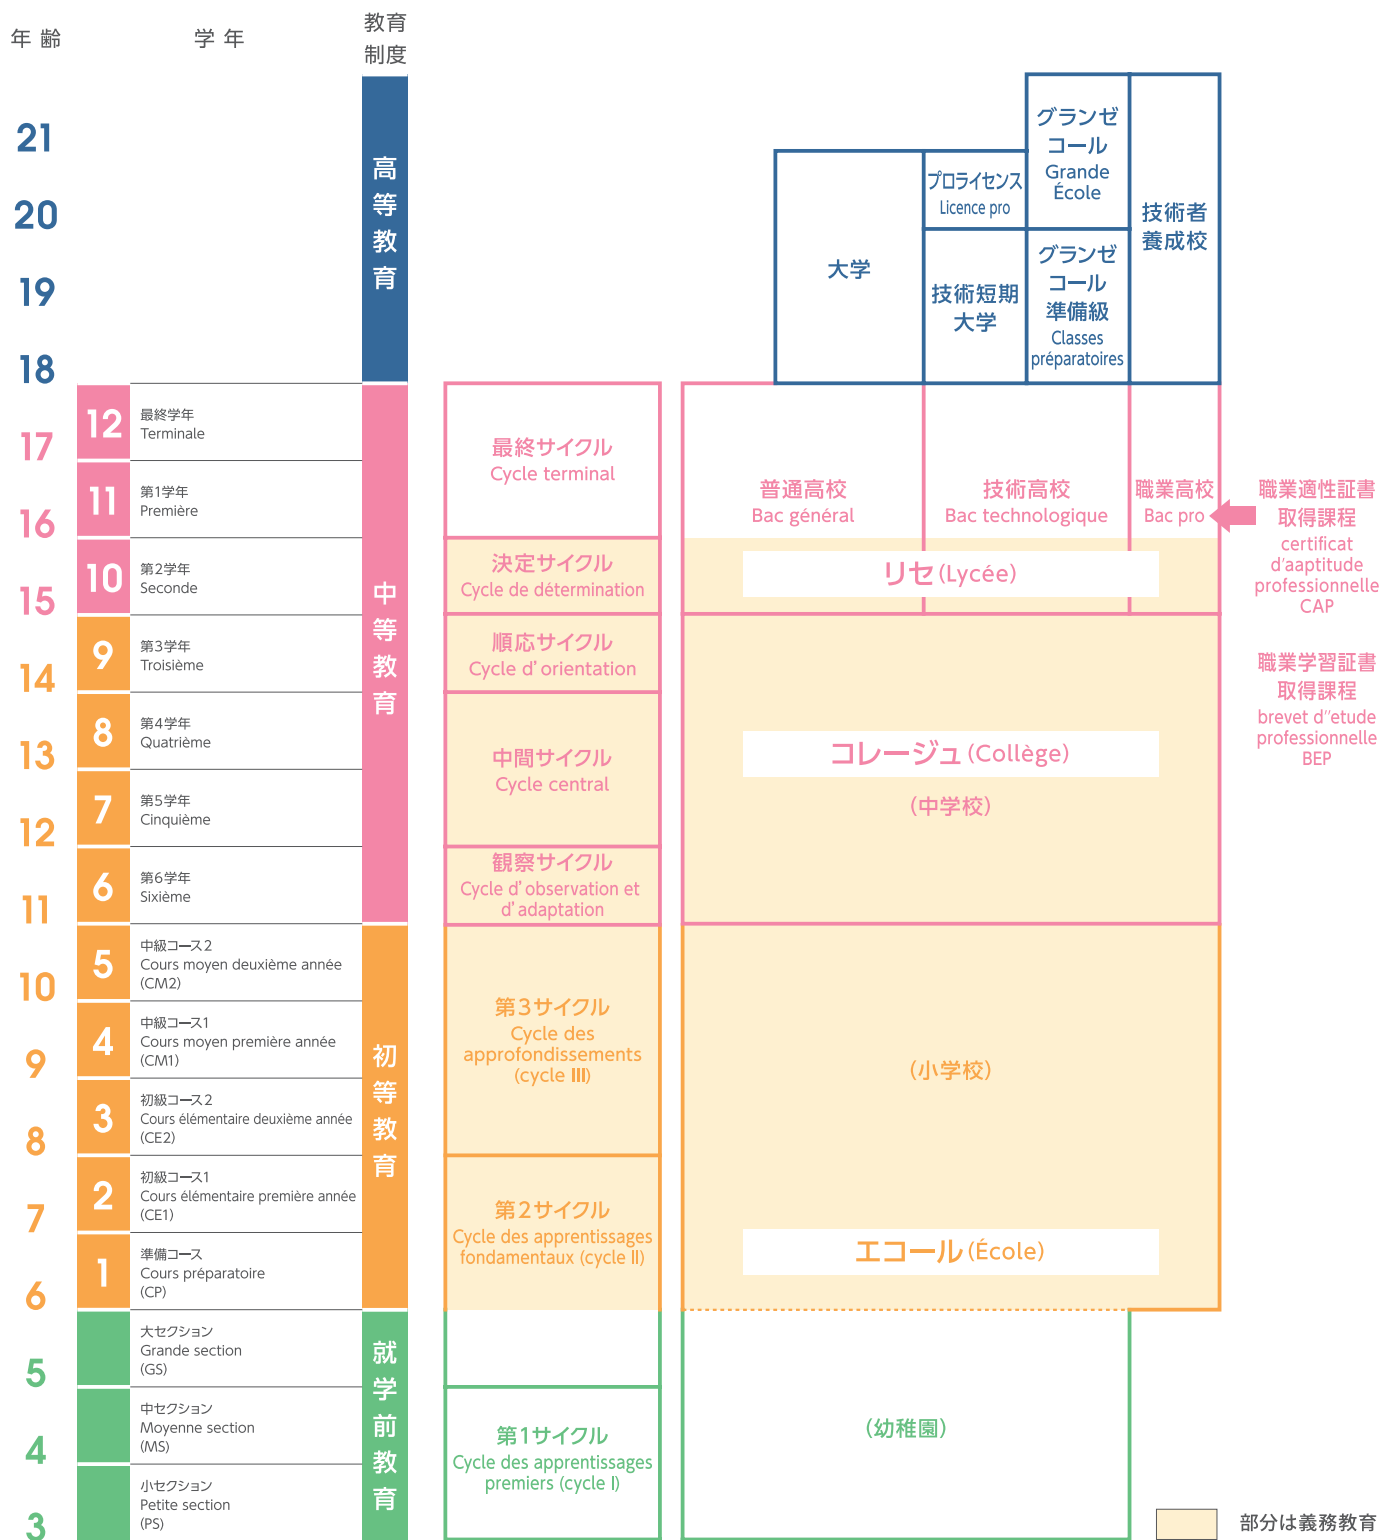 年齢
学年
教育
制度
21
20
19
18
17
16
15
14
13
12
11
10
9
8
7
6
5
4
3
12
最終学年
Terminale
11
第1学年
Première
10
第2学年
Seconde
9
第3学年
Troisième
8
第4学年
Quatrième
7
第5学年
Cinquième
6
第6学年
Sixième
5
中級コース2
Cours moyen deuxième année
(CM2)
4
中級コース1
Cours moyen première année
(CM1)
3
初級コース2
Cours élémentaire deuxième année
(CE2)
2
初級コース1
Cours élémentaire première année
(CE1)
1
準備コース
Cours préparatoire
(CP)
大セクション
Grande section
(GS)
中セクション
Moyenne section
(MS)
小セクション
Petite section
(PS)
高等教育
中等教育
初等教育
就学前教育
最終サイクル
Cycle terminal
決定サイクル
Cycle de détermination
順応サイクル
Cycle d’orientation
中間サイクル
Cycle central
観察サイクル
Cycle d’observation et
d’adaptation
第3サイクル
Cycle des
approfondissements
(cycle III)
第2サイクル
Cycle des apprentissages
fondamentaux (cycle II)
第1サイクル
Cycle des apprentissages
premiers (cycle I)
大学
プロライセンス
Licence pro
技術短期
大学
グランゼ
コール
Grande
École
グランゼ
コール
準備級
Classes
préparatoires
技術者
養成校
普通高校
Bac général
技術高校
Bac technologique
職業高校
Bac pro
リセ(Lycée)
コレージュ(Collège)
(中学校)
(小学校)
エコール(École)
(幼稚園)
職業適性証書
取得課程
certificat
d'aaptitude
professionnelle
CAP
職業学習証書
取得課程
brevet d"etude
professionnelle
BEP
部分は義務教育